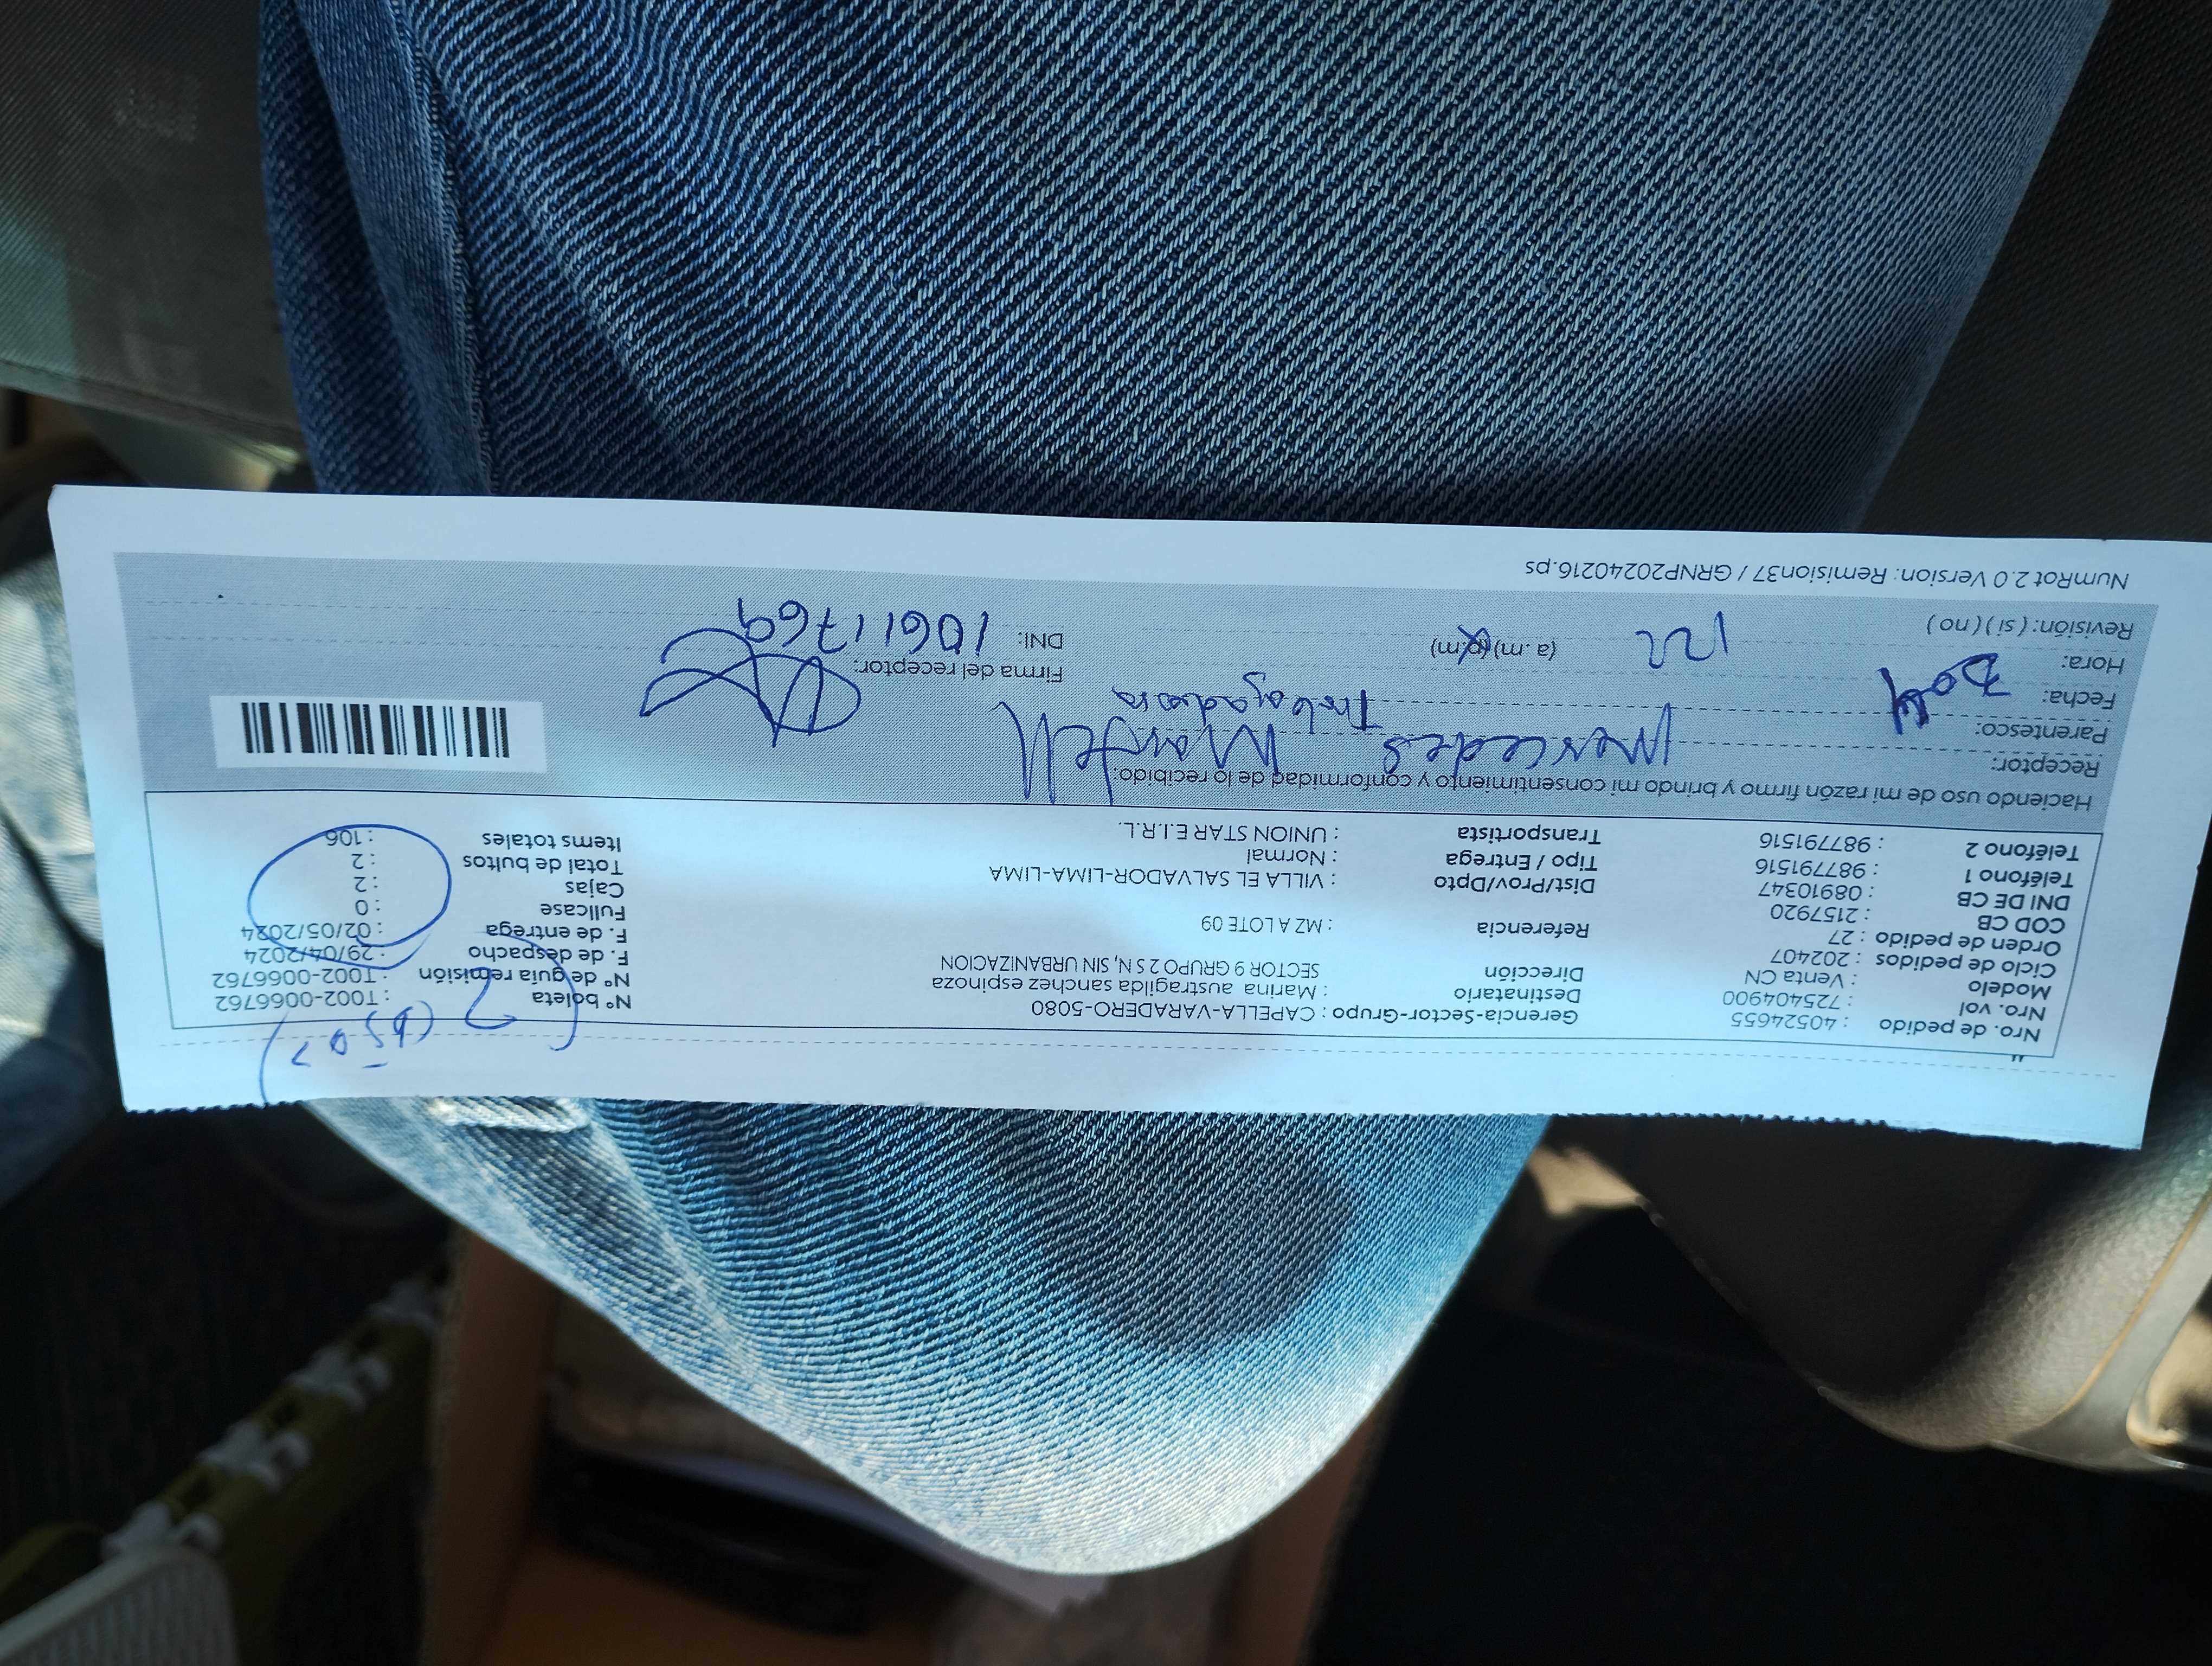 Nro. de pedido : 40524655 Gerencia-Sector-Grupo : CAPELLA-VARADERO-5080 N° boleta : T002-0066762
Nro. vol : 725404900 Destinatario : Marina austragilda sanchez espinoza N° de guía remisión : T002-0066762
Modelo : Venta CN Dirección SECTOR 9 GRUPO 2 S N, SIN URBANIZACION F. de despacho : 29/04/2024
Ciclo de pedidos : 202407 F. de entrega : 02/05/2024
Orden de pedido : 27 Referencia : MZ A LOTE 09 Fullcase : 0
COD CB : 2157920 Cajas : 2
DNI DE CB : 08910347 Dist/Prov/Dpto : VILLA EL SALVADOR-LIMA-LIMA Total de bultos : 2
Teléfono 1 : 987791516 Tipo / Entrega : Normal Items totales : 106
Teléfono 2 : 987791516 Transportista : UNION STAR E.I.R.L.
Haciendo uso de mi razón firmo y brindo mi consentimiento y conformidad de lo recibido:
Receptor: Mercedes
Parentesco: Trabajadora
Fecha:
Hora: (a.m) (p.m) Firma del receptor:
Revisión: ( si ) ( no ) DNI: 10611769
NumRot 2.0 Version: Remision37 / GRNP20240216.ps